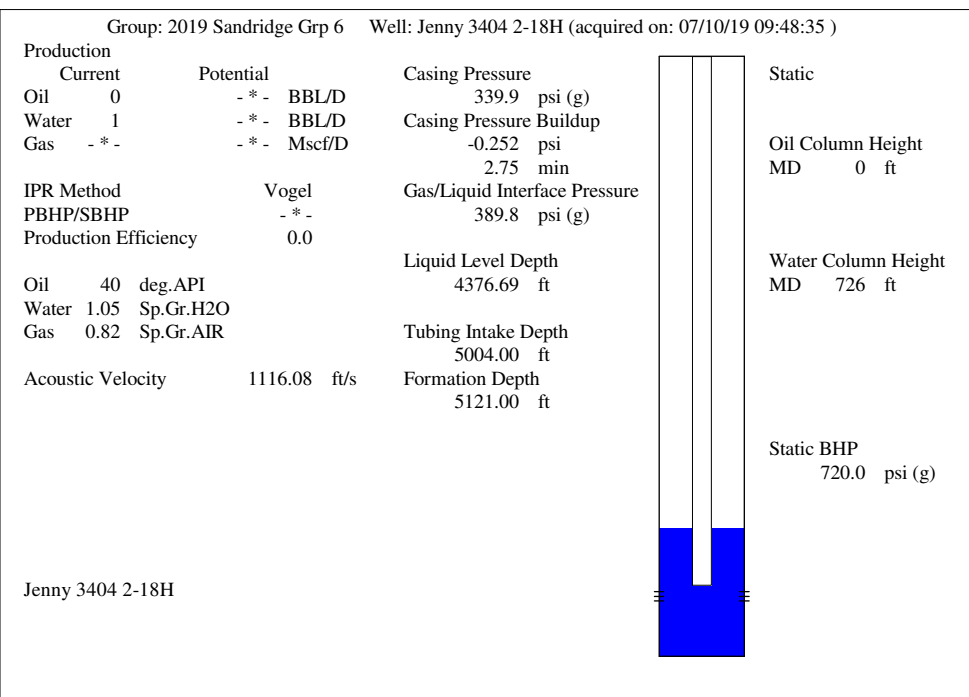 Group: 2019 Sandridge Grp 6 Well: Jenny 3404 2-18H (acquired on: 07/10/19 09:48:35 )
Production
Current Potential
Oil 0 - * - BBL/D
Water 1 - * - BBL/D
Gas - * - - * - Mscf/D
IPR Method Vogel
PBHP/SBHP - * -
Production Efficiency 0.0
Oil 40 deg.API
Water 1.05 Sp.Gr.H2O
Gas 0.82 Sp.Gr.AIR
Acoustic Velocity 1116.08 ft/s
Casing Pressure
339.9 psi (g)
Casing Pressure Buildup
-0.252 psi
2.75 min
Gas/Liquid Interface Pressure
389.8 psi (g)
Liquid Level Depth
4376.69 ft
Tubing Intake Depth
5004.00 ft
Formation Depth
5121.00 ft
Static
Oil Column Height
MD 0 ft
Water Column Height
MD 726 ft
Static BHP
720.0 psi (g)
Jenny 3404 2-18H